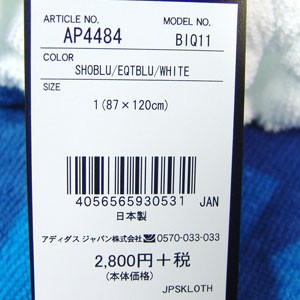 ARTICLE NO. MODEL NO.
AP4484 BIQ11
COLOR
SHOBLU/EQTBLU/WHITE
SIZE
1(87×120cm)
4056565930531 JAN
日本製
アディダス ジャパン株式会社 0570-033-033
2,800円+税
(本体価格)
JPSKLOTH